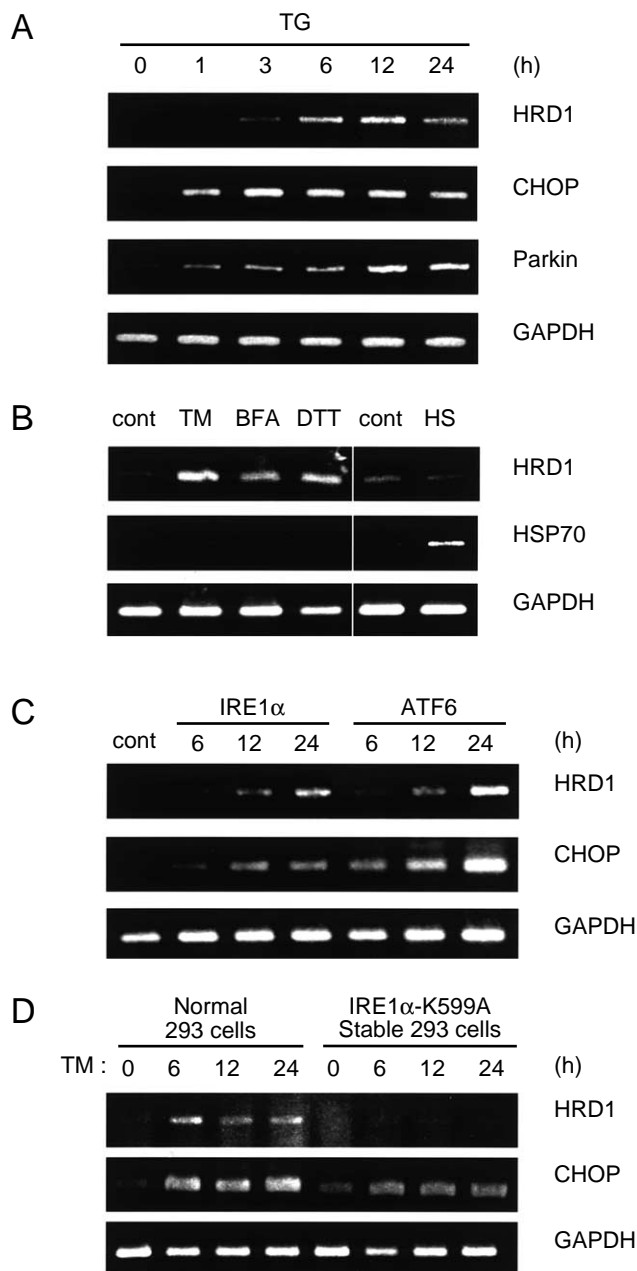 A
TG
0 1 3 6 12 24 (h)
HRD1
CHOP
Parkin
GAPDH
B
cont TM BFA DTT cont HS
HRD1
HSP70
GAPDH
C
IRE1α ATF6
cont 6 12 24 6 12 24 (h)
HRD1
CHOP
GAPDH
D
Normal IRE1α-K599A
293 cells Stable 293 cells
TM : 0 6 12 24 0 6 12 24 (h)
HRD1
CHOP
GAPDH